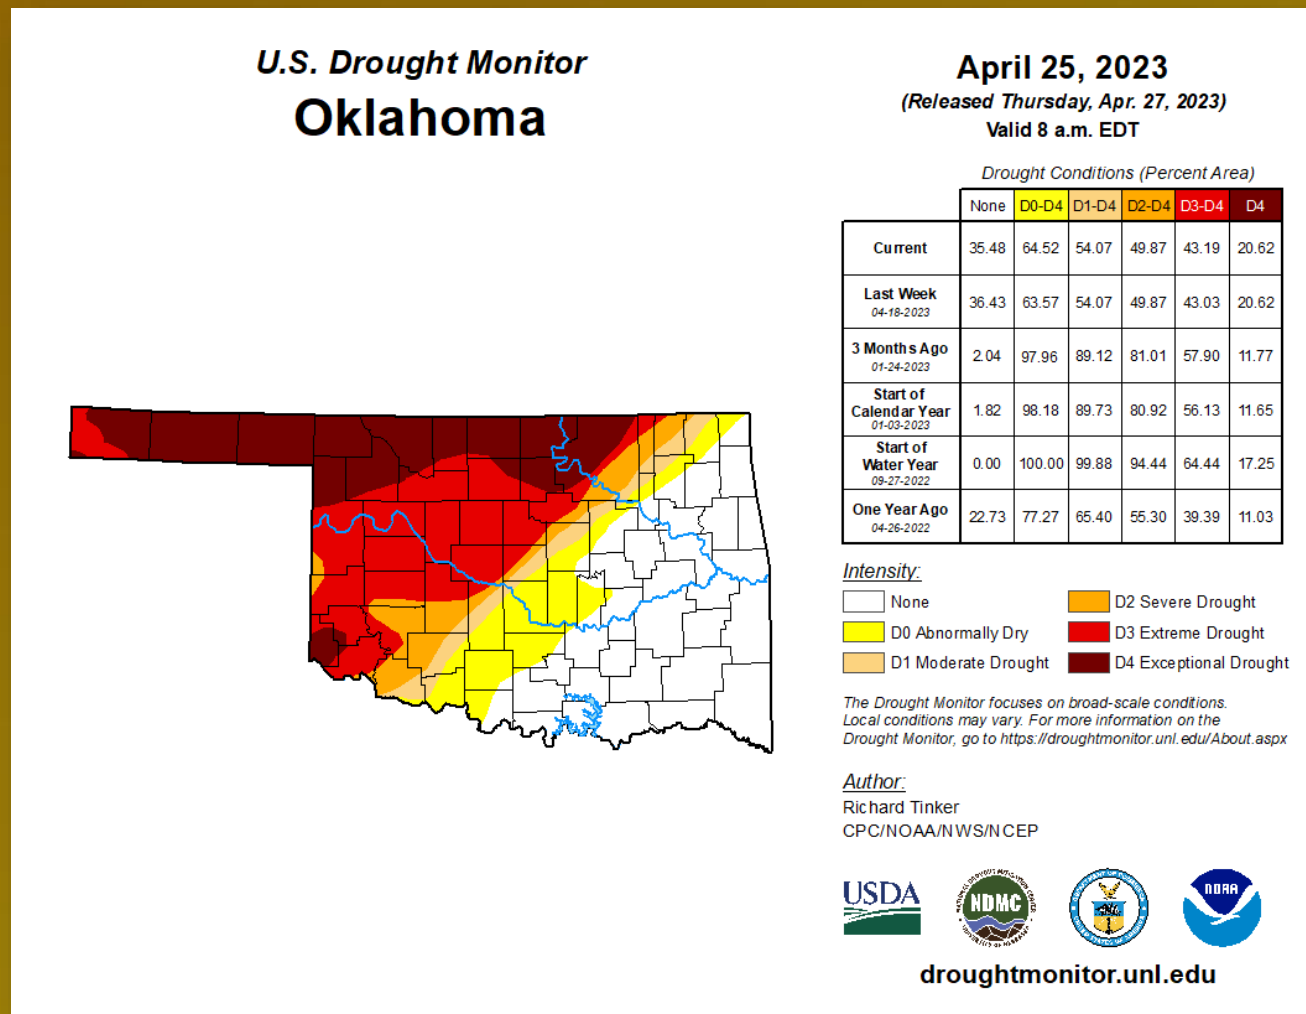 U.S. Drought Monitor
Oklahoma
April 25, 2023
(Released Thursday, Apr. 27, 2023)
Valid 8 a.m. EDT
Drought Conditions (Percent Area)
None D0-D4 D1-D4 D2-D4 D3-D4 D4
Current 35.48 64.52 54.07 49.87 43.19 20.62
Last Week
04-18-2023 36.43 63.57 54.07 49.87 43.03 20.62
3 Months Ago
01-24-2023 2.04 97.96 89.12 81.01 57.90 11.77
Start of
Calendar Year
01-03-2023 1.82 98.18 89.73 80.92 56.13 11.65
Start of
Water Year
09-27-2022 0.00 100.00 99.88 94.44 64.44 17.25
One Year Ago
04-26-2022 22.73 77.27 65.40 55.30 39.39 11.03
Intensity:
None
D0 Abnormally Dry
D1 Moderate Drought
D2 Severe Drought
D3 Extreme Drought
D4 Exceptional Drought
The Drought Monitor focuses on broad-scale conditions.
Local conditions may vary. For more information on the
Drought Monitor, go to https://droughtmonitor.unl.edu/About.aspx
Author:
Richard Tinker
CPC/NOAA/NWS/NCEP
USDA
NDMC
NOAA
droughtmonitor.unl.edu